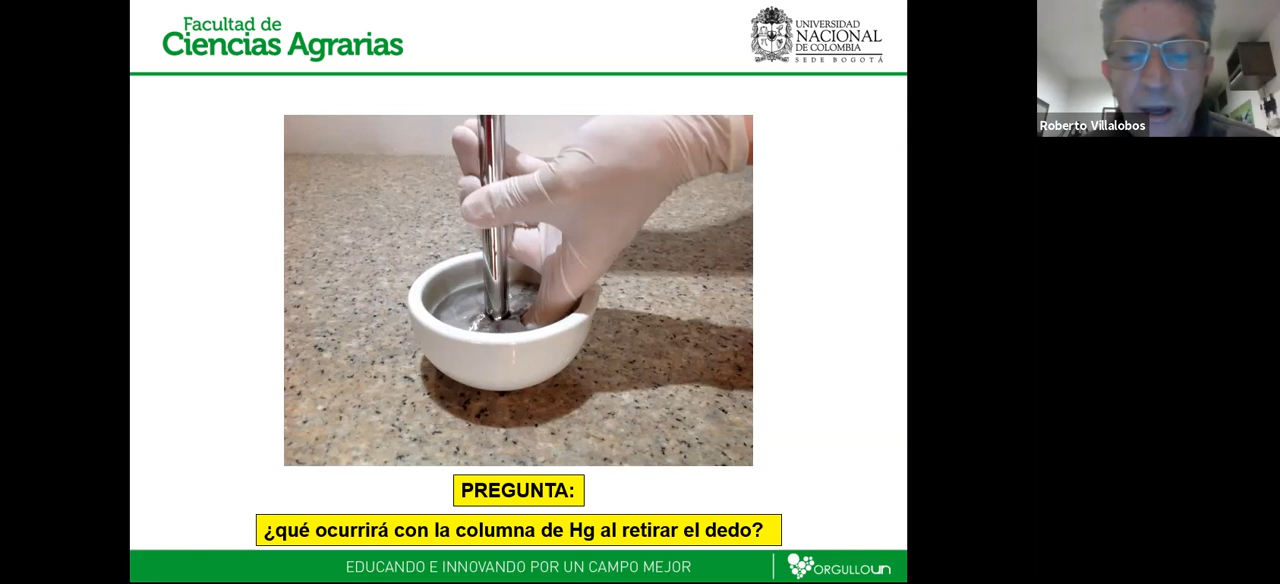 Facultad de
Ciencias Agrarias
UNIVERSIDAD
NACIONAL
DE COLOMBIA
SEDE BOGOTÁ
Roberto Villalobos
PREGUNTA:
¿qué ocurrirá con la columna de Hg al retirar el dedo?
EDUCANDO E INNOVANDO POR UN CAMPO MEJOR
ORGULLOUN